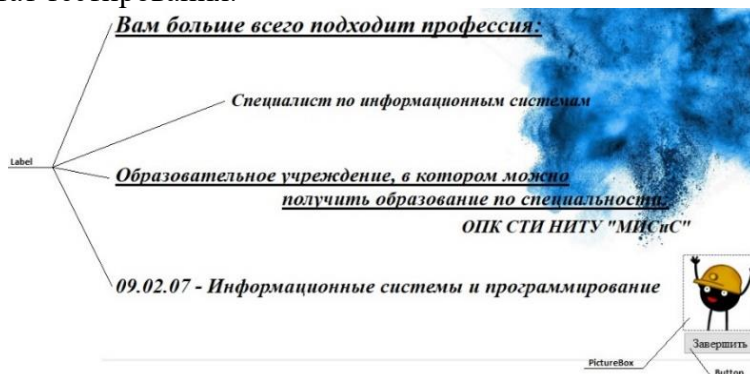 тестирования.
Вам больше всего подходит профессия:
Специалист по информационным системам
Label
Образовательное учреждение, в котором можно
получить образование по специальности:
ОПК СТИ НИТУ "МИСиС"
09.02.07 - Информационные системы и программирование
Завершить
PictureBox
Button